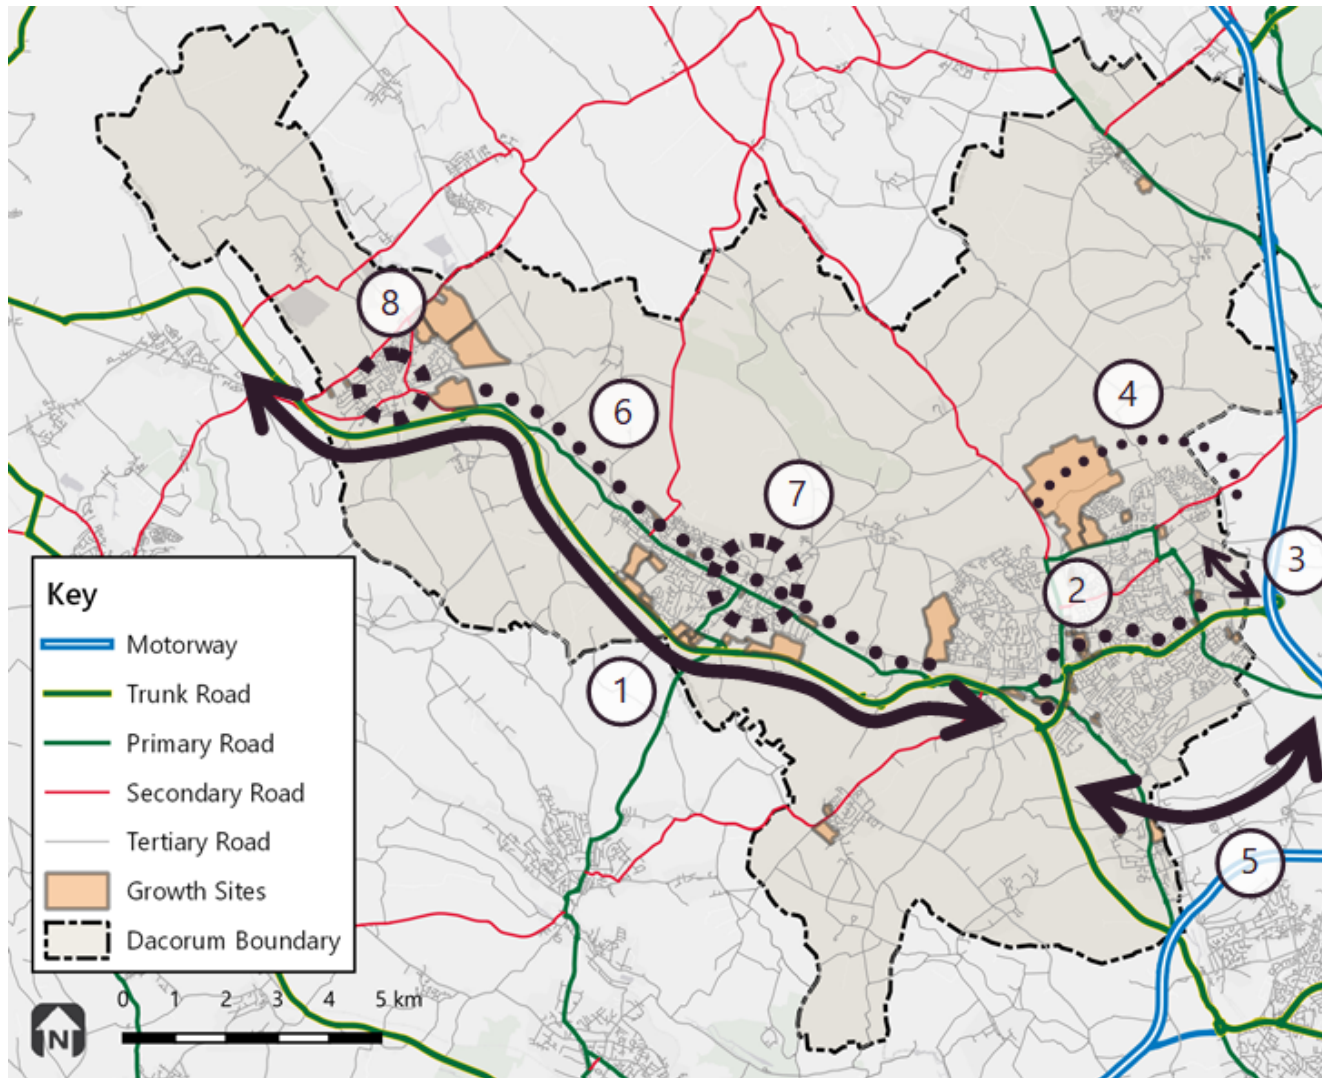 8
6
4
7
3
2
1
5
Key
Motorway
Trunk Road
Primary Road
Secondary Road
Tertiary Road
Growth Sites
Dacorum Boundary
0 1 2 3 4 5 km
N